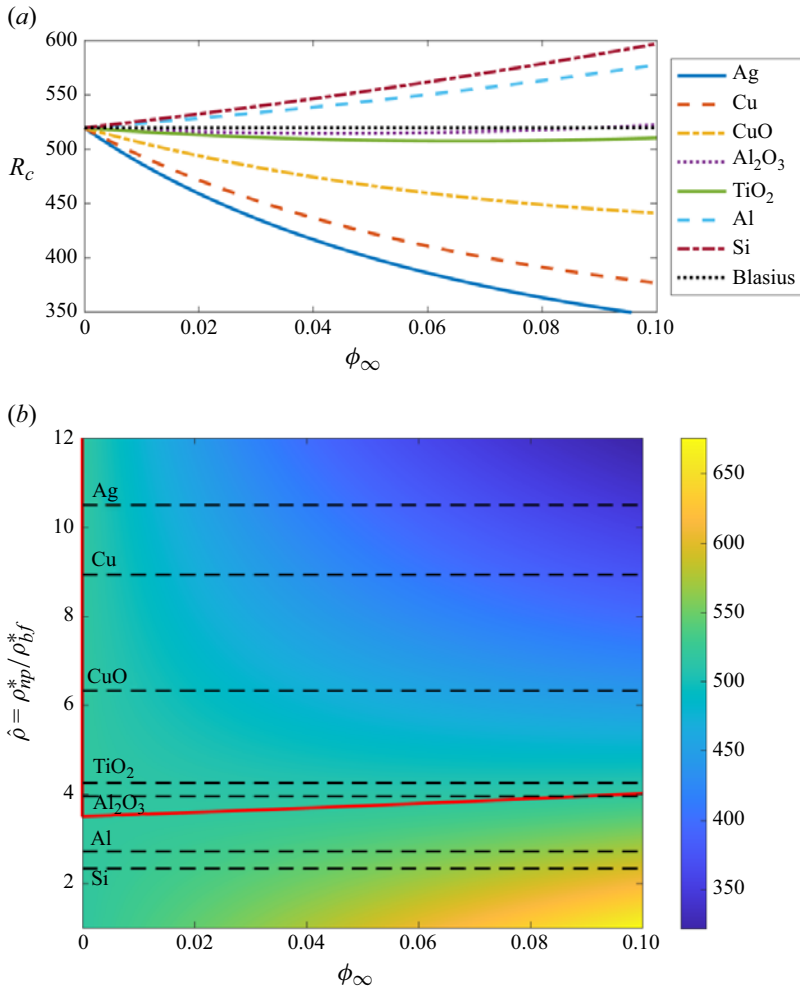 (a)
600
550
500
450
400
350
R_c
0
0.02
0.04
0.06
0.08
0.10
ϕ∞
Ag
Cu
CuO
Al₂O₃
TiO₂
Al
Si
Blasius
(b)
12
10
8
6
4
2
ρ̂ = ρ*ₙₚ/ρ*_bf
Ag
Cu
CuO
TiO₂
Al₂O₃
Al
Si
0
0.02
0.04
0.06
0.08
0.10
ϕ∞
650
600
550
500
450
400
350